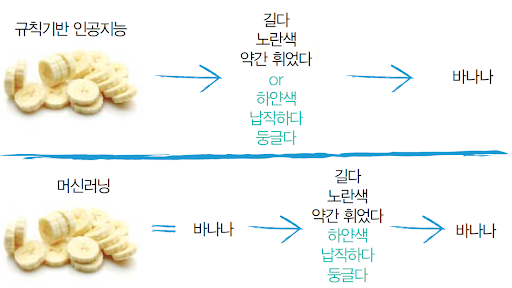 규칙기반 인공지능
길다
노란색
약간 휘었다
or
하얀색
납작하다
둥글다
바나나
머신러닝
바나나
길다
노란색
약간 휘었다
하얀색
납작하다
둥글다
바나나